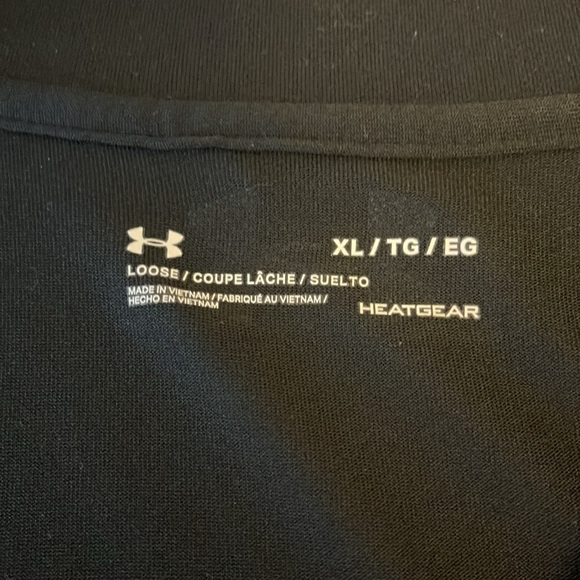 XL / TG / EG
LOOSE / COUPE LÂCHE / SUELTO
MADE IN VIETNAM / FABRIQUÉ AU VIETNAM /
HECHO EN VIETNAM
HEATGEAR